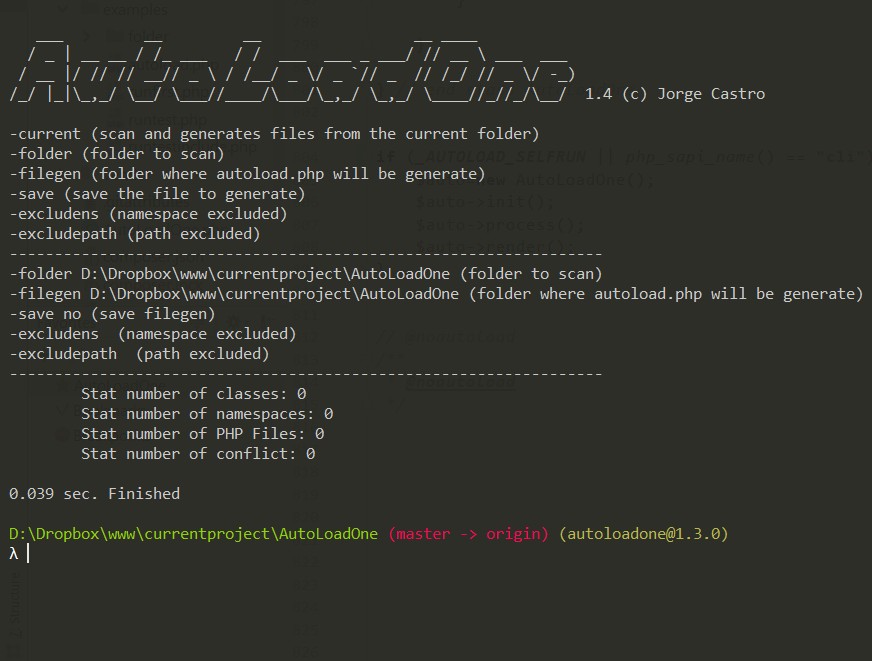 AutoLoadOne 1.4 (c) Jorge Castro
-current (scan and generates files from the current folder)
-folder (folder to scan)
-filegen (folder where autoload.php will be generate)
-save (save the file to generate)
-excludens (namespace excluded)
-excludepath (path excluded)
------------------------------------------------------------------
-folder D:\Dropbox\www\currentproject\AutoLoadOne (folder to scan)
-filegen D:\Dropbox\www\currentproject\AutoLoadOne (folder where autoload.php will be generate)
-save no (save filegen)
-excludens  (namespace excluded)
-excludepath  (path excluded)
------------------------------------------------------------------
Stat number of classes: 0
Stat number of namespaces: 0
Stat number of PHP Files: 0
Stat number of conflict: 0
0.039 sec. Finished
D:\Dropbox\www\currentproject\AutoLoadOne (master -> origin) (autoloadone@1.3.0)
λ